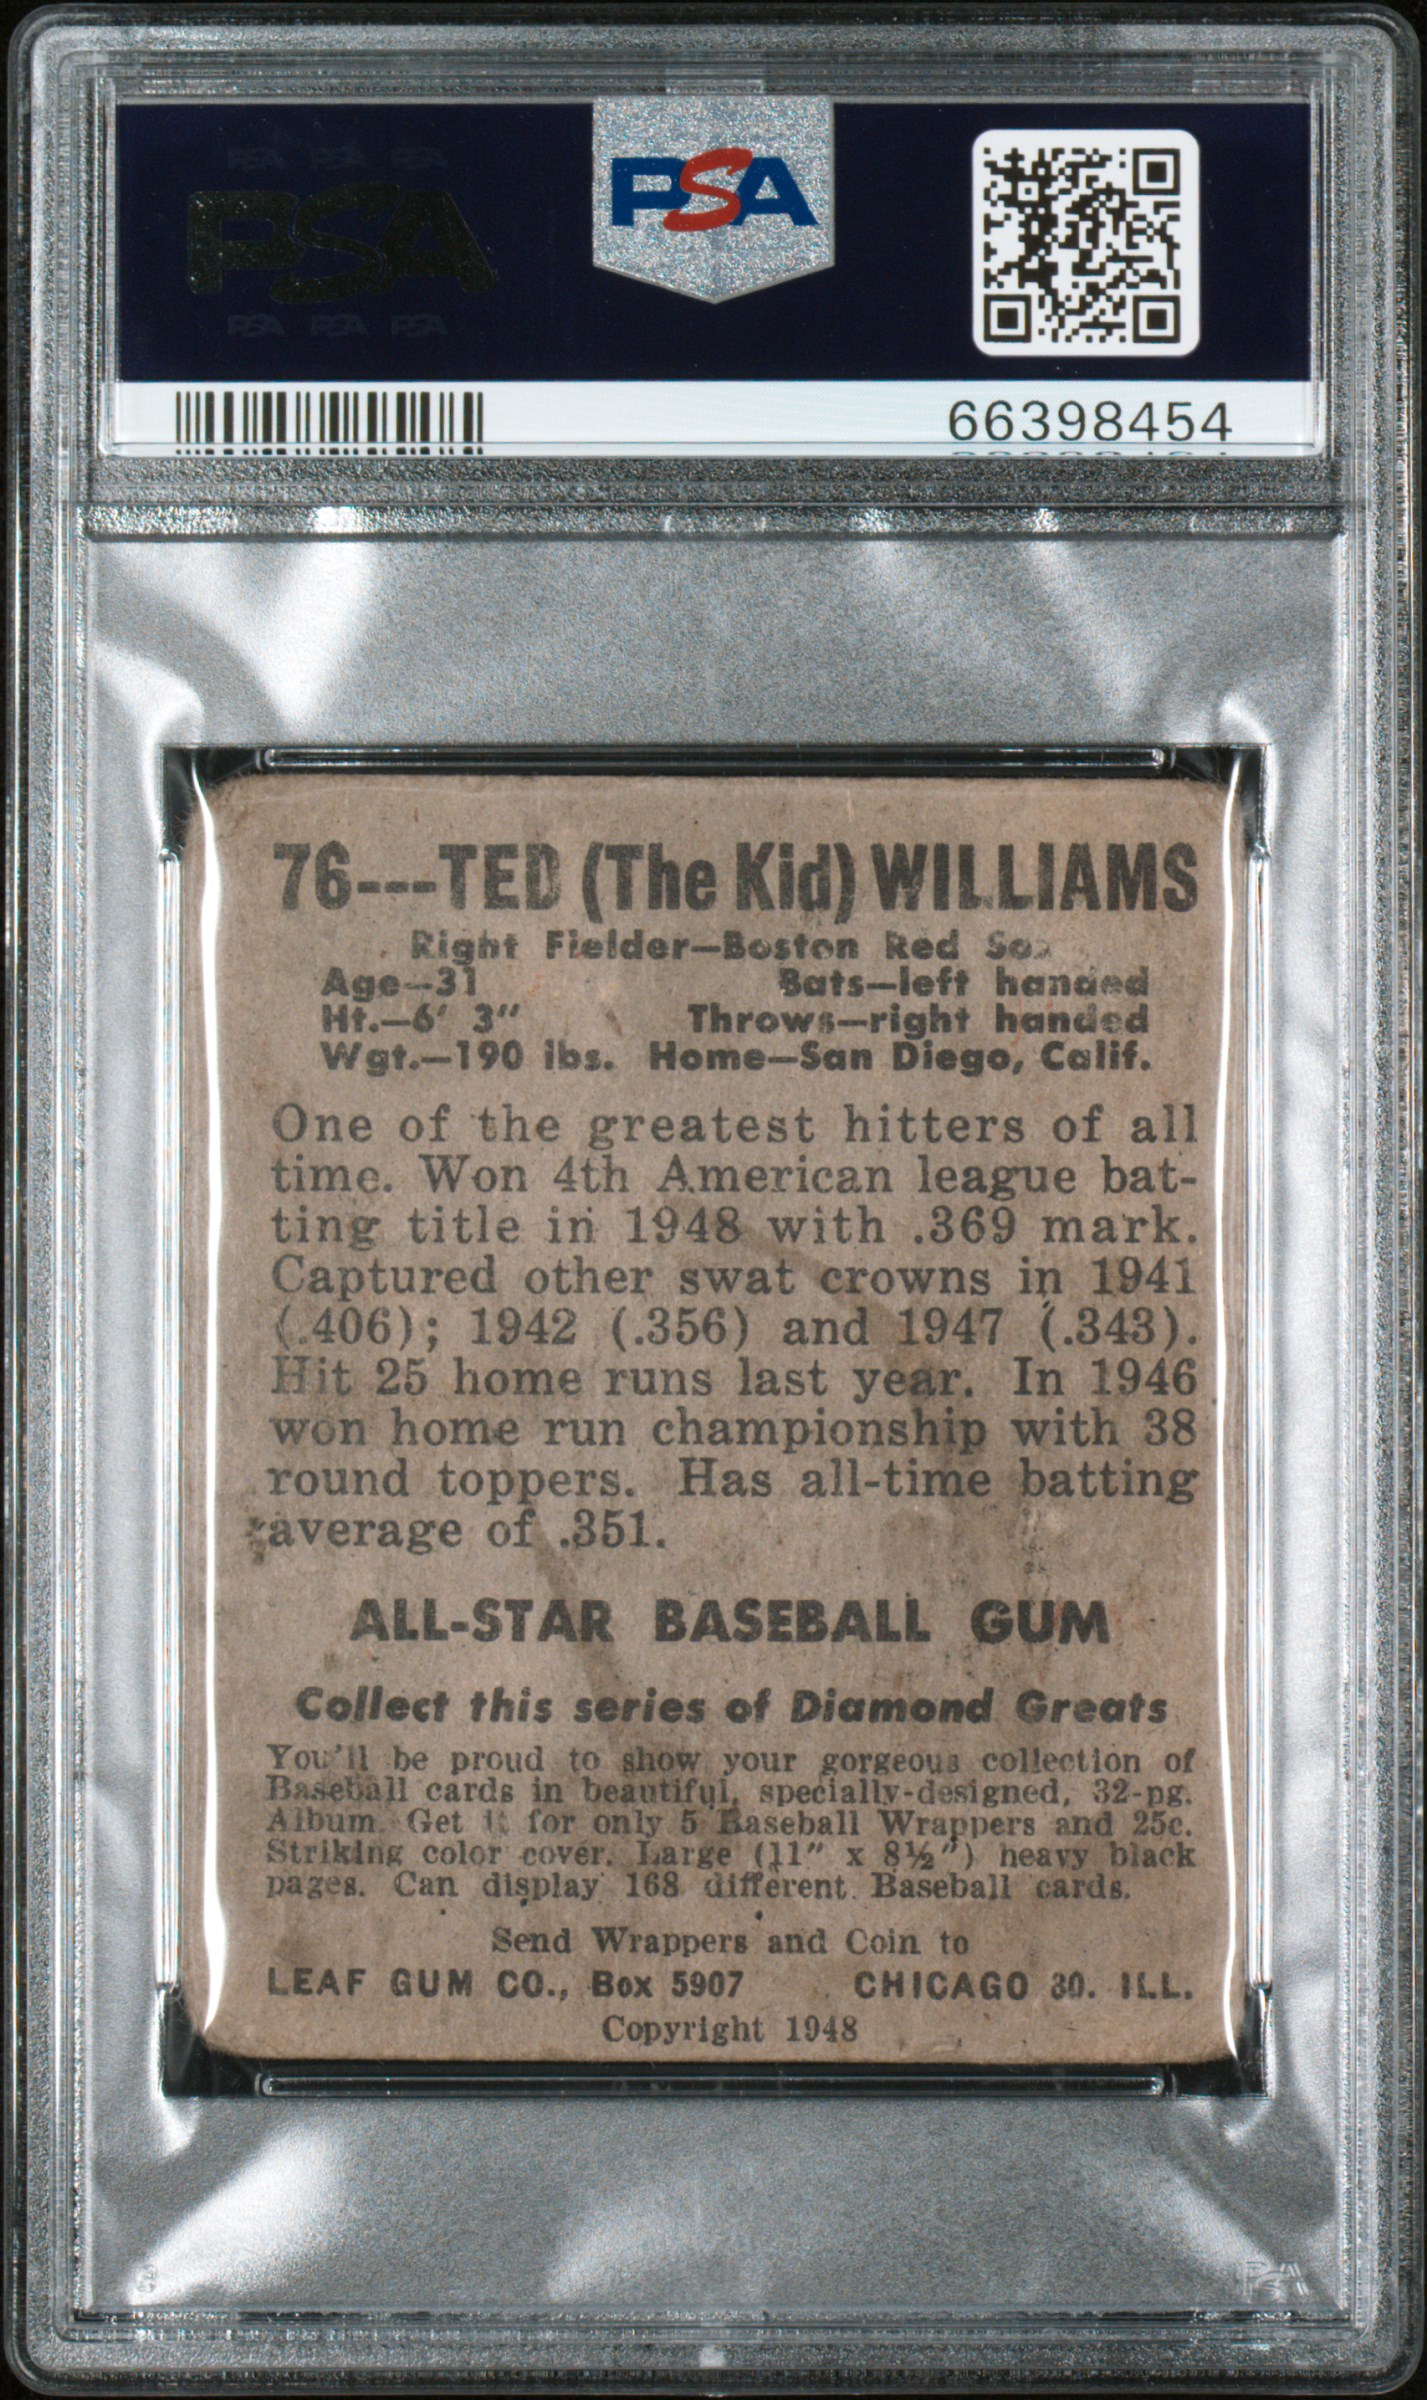 PSA PSA PSA
PSA
PSA PSA PSA
PSA
66398454
76---TED (The Kid) WILLIAMS
Right Fielder—Boston Red Sox
Age—31 Bats—left handed
Ht.—6' 3" Throws—right handed
Wgt.—190 lbs. Home—San Diego, Calif.
One of the greatest hitters of all
time. Won 4th American league bat-
ting title in 1948 with .369 mark.
Captured other swat crowns in 1941
(.406); 1942 (.356) and 1947 (.343).
Hit 25 home runs last year. In 1946
won home run championship with 38
round toppers. Has all-time batting
average of .351.
ALL-STAR BASEBALL GUM
Collect this series of Diamond Greats
You'll be proud to show your gorgeous collection of
Baseball cards in beautiful, specially-designed, 32-pg.
Album. Get it for only 5 Baseball Wrappers and 25c.
Striking color cover. Large (11" x 8½") heavy black
pages. Can display 168 different Baseball cards.
Send Wrappers and Coin to
LEAF GUM CO., Box 5907 CHICAGO 30. ILL.
Copyright 1948
PSA